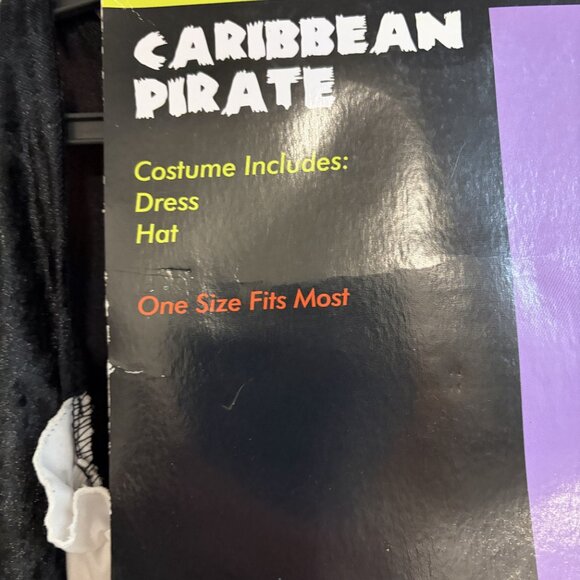 CARIBBEAN
PIRATE
Costume Includes:
Dress
Hat
One Size Fits Most